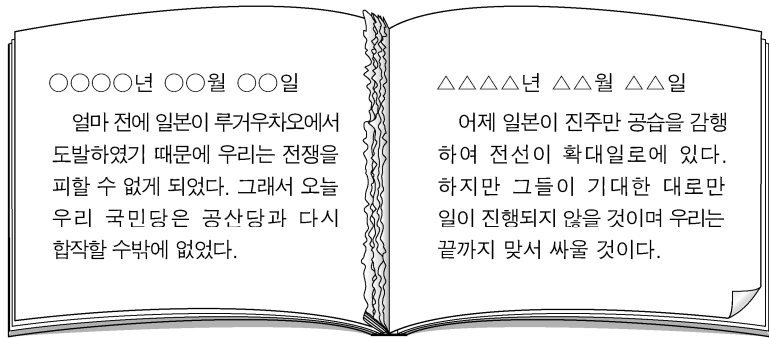 ○○○○년 ○○월 ○○일
얼마 전에 일본이 루거우차오에서
도발하였기 때문에 우리는 전쟁을
피할 수 없게 되었다. 그래서 오늘
우리 국민당은 공산당과 다시
합작할 수밖에 없었다.
△△△△년 △△월 △△일
어제 일본이 진주만 공습을 감행
하여 전선이 확대일로에 있다.
하지만 그들이 기대한 대로만
일이 진행되지 않을 것이며 우리는
끝까지 맞서 싸울 것이다.